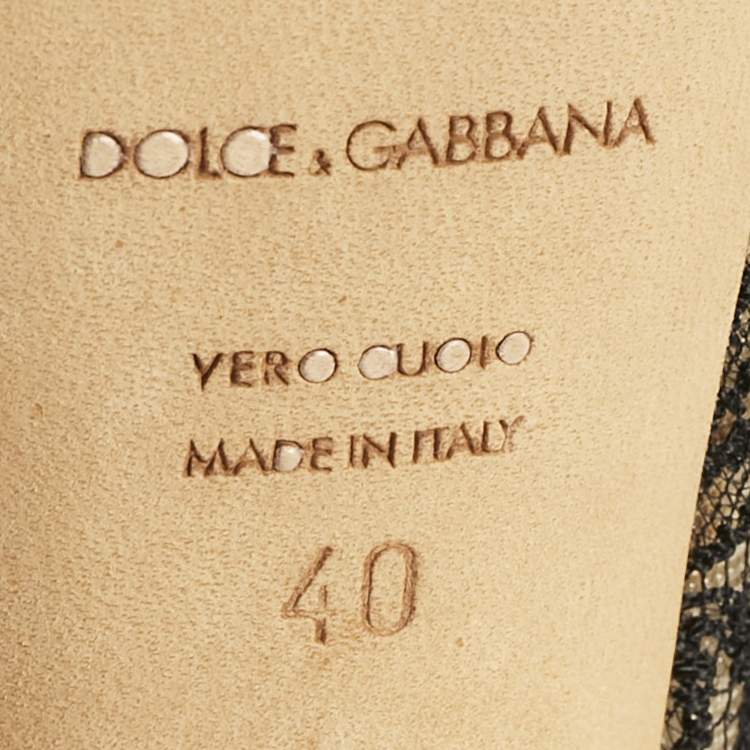 DOLCE & GABBANA
VERO CUOIO
MADE IN ITALY
40